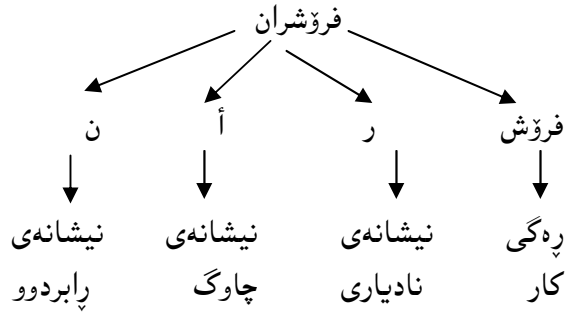 فرۆشران
فرۆش ر أ ن
ڕەگی نیشانەی نیشانەی نیشانەی
کار نادیاری چاوگ ڕابردوو